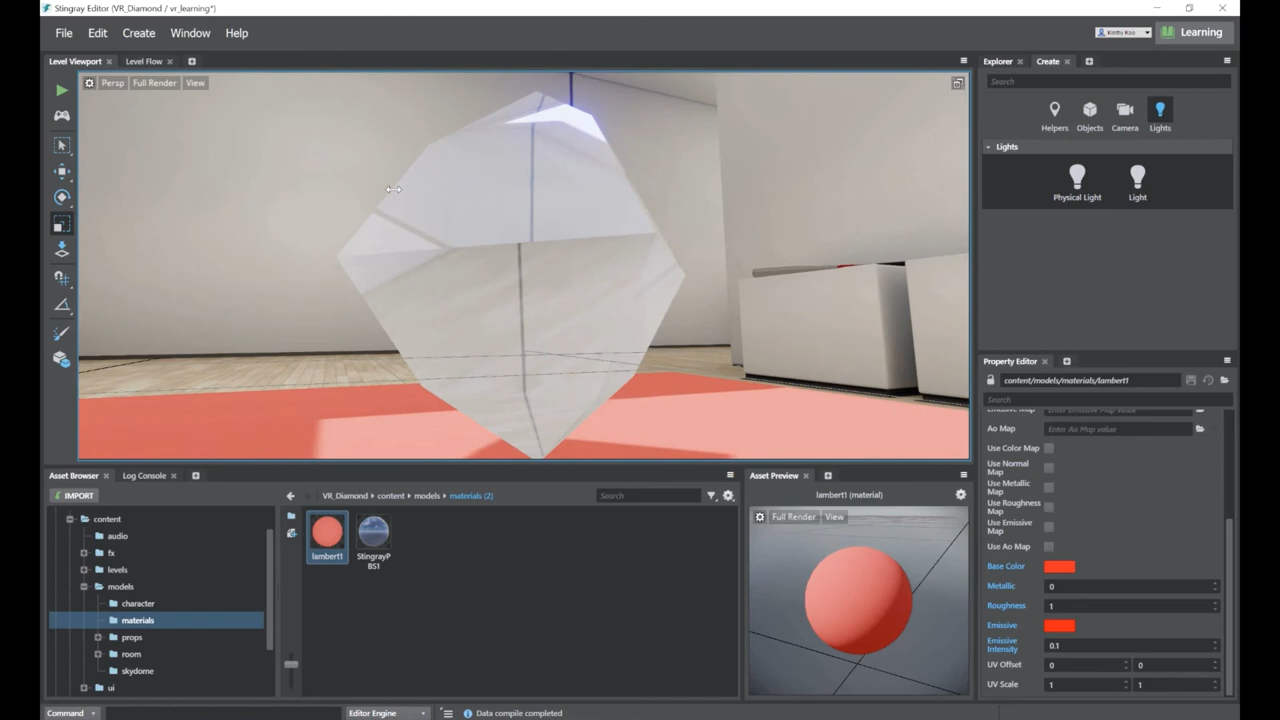 Stingray Editor (VR_Diamond / vr_learning*)
File Edit Create Window Help
Learning
Level Viewport Level Flow
Persp Full Render View
Explorer Create
Search
Helpers Objects Camera Lights
Lights
Physical Light Light
Property Editor
content/models/materials/lambert1
Search
Ao Map Enter Ao Map value
Use Color Map
Use Normal
Map
Use Metallic
Map
Use Roughness
Map
Use Emissive
Map
Use Ao Map
Base Color
Metallic 0
Roughness 1
Emissive
Emissive
Intensity 0.1
UV Offset 0 0
UV Scale 1 1
Asset Browser Log Console
IMPORT
VR_Diamond content models materials (2)
Search
content
audio
fx
levels
models
character
materials
props
room
skydome
ui
lambert1
StingrayP
BS1
Asset Preview
lambert1 (material)
Full Render View
Command
Editor Engine
Data compile completed